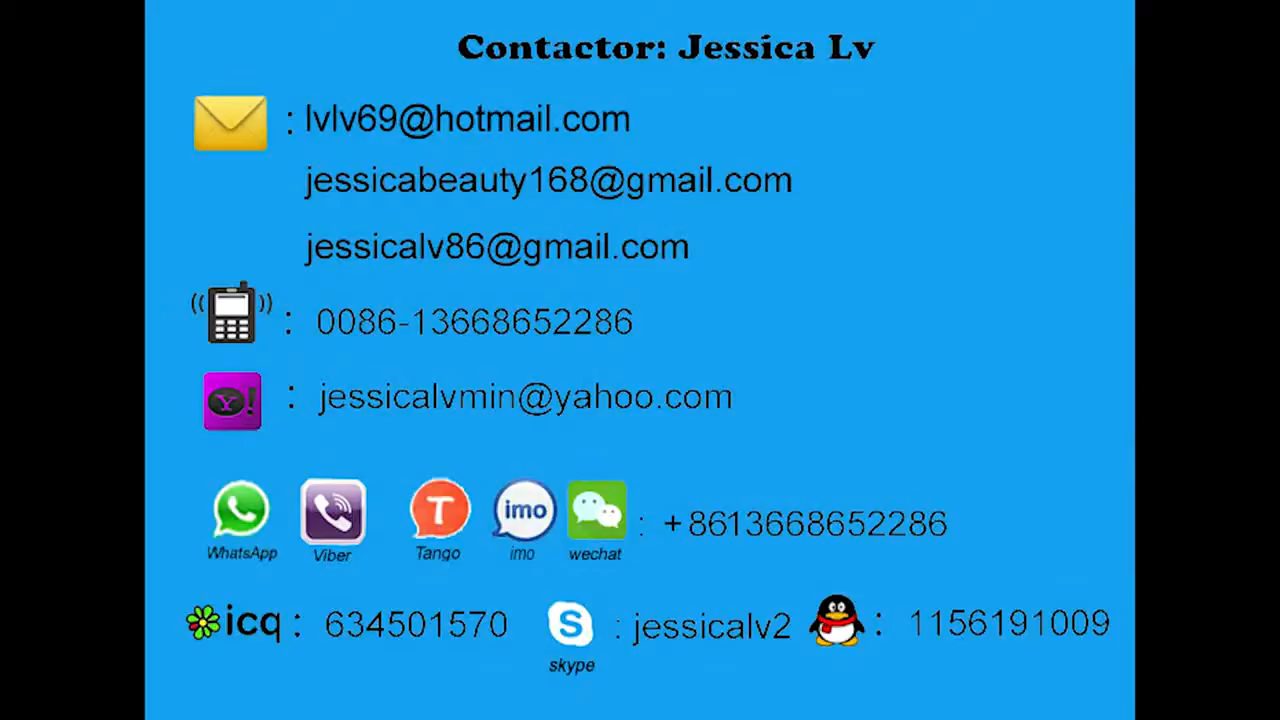 Contactor: Jessica Lv
: lvlv69@hotmail.com
jessicabeauty168@gmail.com
jessicalv86@gmail.com
: 0086-13668652286
Y! : jessicalvmin@yahoo.com
T imo : +8613668652286
WhatsApp Viber Tango imo wechat
icq : 634501570 S : jessicalv2 : 1156191009
skype